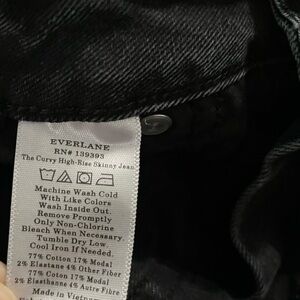 EVERLANE
RN# 139393
The Curvy High-Rise Skinny Jean
Machine Wash Cold
With Like Colors
Wash Inside Out.
Remove Promptly
Only Non-Chlorine
Bleach When Necessary.
Tumble Dry Low.
Cool Iron If Needed.
77% Cotton 17% Modal
2% Elastane 4% Other Fiber
77% Coton 17% Modal
2% Elasthanne 4% Autre Fibre
Made in Vietnam